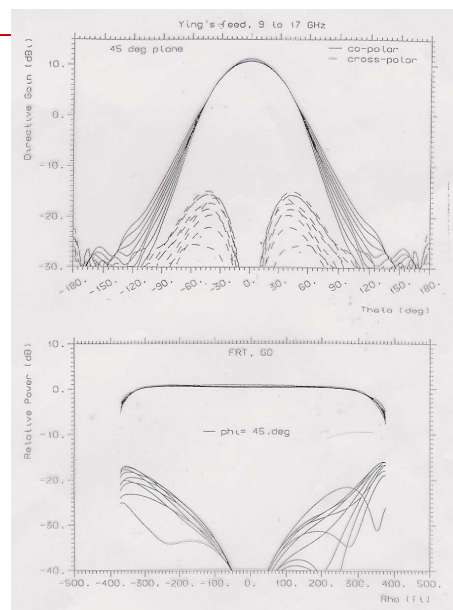 Ying's feed, 9 to 17 GHz
45 deg plane
co-polar
cross-polar
Directive Gain (dBi)
10.
0.
-10.
-20.
-30.
-180. -150. -120. -90. -60. -30. 0. 30. 60. 90. 120. 150. 180.
Theta (deg)
FRT, GO
phi= 45.deg
Relative Power (dB)
10.
0.
-10.
-20.
-30.
-40.
-500. -400. -300. -200. -100. 0. 100. 200. 300. 400. 500.
Rho (ft)